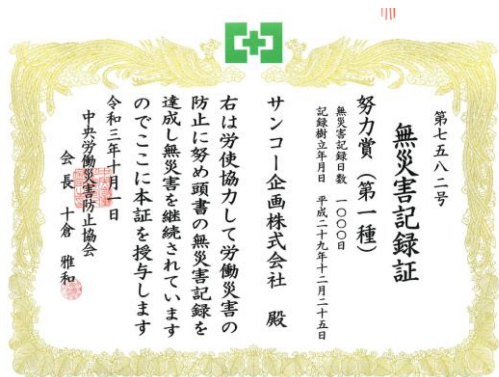 第七五八二号
無災害記録証
努力賞(第一種)
無災害記録日数 一〇〇〇日
記録樹立年月日 平成二十九年十二月二十五日
サンコー企画株式会社 殿
右は労使協力して労働災害の
防止に努め頭書の無災害記録を
達成し無災害を継続されています
のでここに本証を授与します
令和三年十月一日
中央労働災害防止協会
会長 十倉 雅和